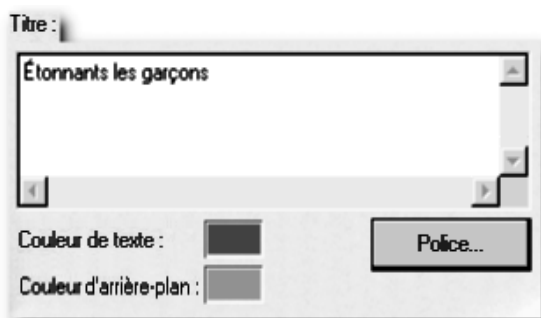 Titre :
Étonnants les garçons
Couleur de texte :
Police...
Couleur d'arrière-plan :